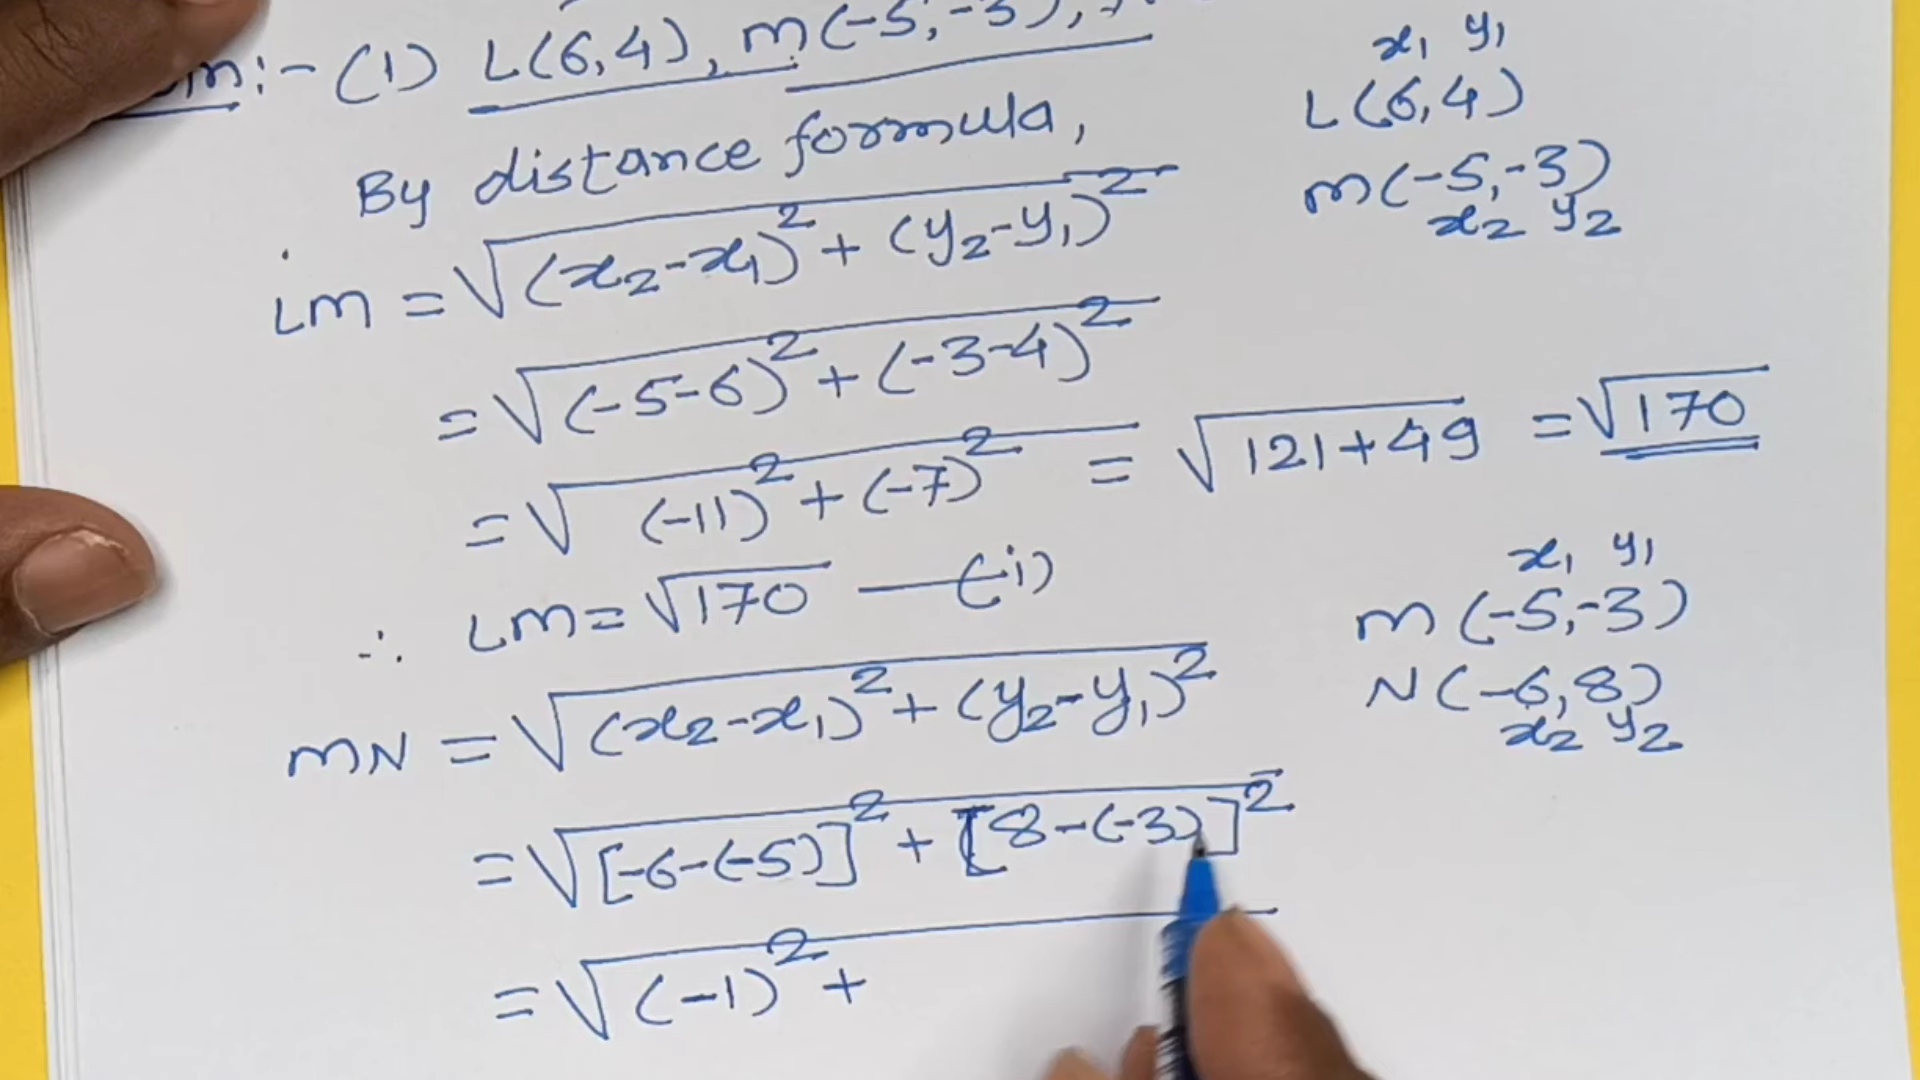 :- (1) L(6,4), M(-5,-3),
By distance formula,
LM = √(x₂-x₁)² + (y₂-y₁)²
= √(-5-6)² + (-3-4)²
= √(-11)² + (-7)² = √121+49 = √170
∴ LM = √170 —(i)
MN = √(x₂-x₁)² + (y₂-y₁)²
= √[-6-(-5)]² + [8-(-3)]²
= √(-1)² +
x₁ y₁
L(6,4)
M(-5,-3)
x₂ y₂
x₁ y₁
M(-5,-3)
N(-6,8)
x₂ y₂